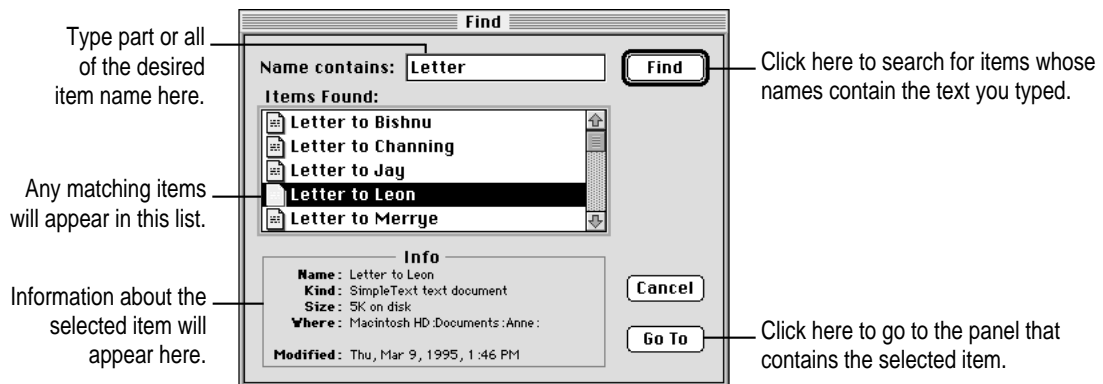 Find
Type part or all
of the desired
item name here.
Name contains: Letter
Find
Click here to search for items whose
names contain the text you typed.
Items Found:
Letter to Bishnu
Letter to Channing
Letter to Jay
Letter to Leon
Letter to Merrye
Any matching items
will appear in this list.
Info
Name: Letter to Leon
Kind: SimpleText text document
Size: 5K on disk
Where: Macintosh HD:Documents:Anne:
Modified: Thu, Mar 9, 1995, 1:46 PM
Information about the
selected item will
appear here.
Cancel
Go To
Click here to go to the panel that
contains the selected item.